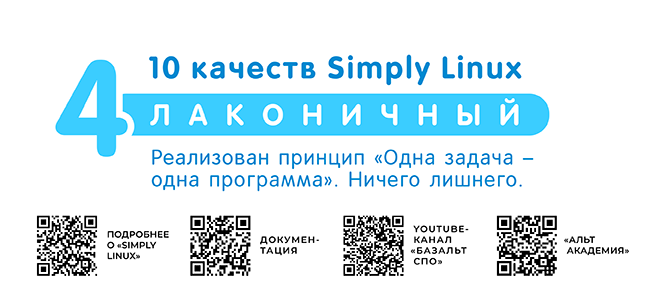 10 качеств Simply Linux
4
ЛАКОНИЧНЫЙ
Реализован принцип «Одна задача –
одна программа». Ничего лишнего.
ПОДРОБНЕЕ
О «SIMPLY
LINUX»
ДОКУМЕН-
ТАЦИЯ
YOUTUBE-
КАНАЛ
«БАЗАЛЬТ
СПО»
«АЛЬТ
АКАДЕМИЯ»